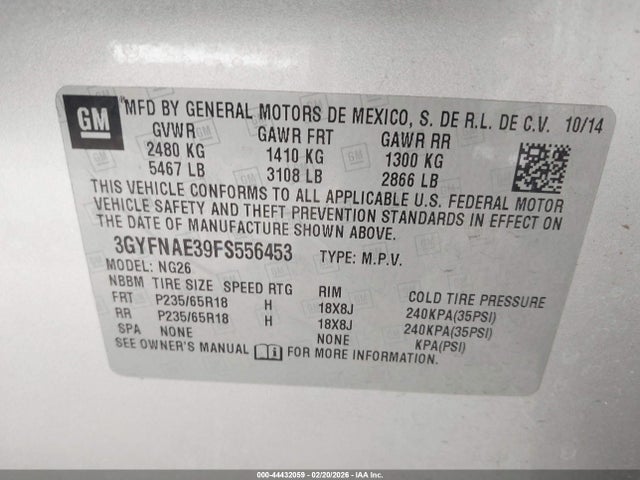 GM ® MFD BY GENERAL MOTORS DE MEXICO, S. DE R.L. DE C.V. 10/14
GVWR GAWR FRT GAWR RR
2480 KG 1410 KG 1300 KG
5467 LB 3108 LB 2866 LB
THIS VEHICLE CONFORMS TO ALL APPLICABLE U.S. FEDERAL MOTOR
VEHICLE SAFETY AND THEFT PREVENTION STANDARDS IN EFFECT ON
THE DATE OF MANUFACTURE SHOWN ABOVE.
3GYFNAE39FS556453 TYPE: M.P.V.
MODEL: NG26
NBBM TIRE SIZE SPEED RTG RIM COLD TIRE PRESSURE
FRT P235/65R18 H 18X8J 240KPA(35PSI)
RR P235/65R18 H 18X8J 240KPA(35PSI)
SPA NONE NONE KPA(PSI)
SEE OWNER'S MANUAL FOR MORE INFORMATION.
000-44432059 - 02/20/2026 - IAA Inc.